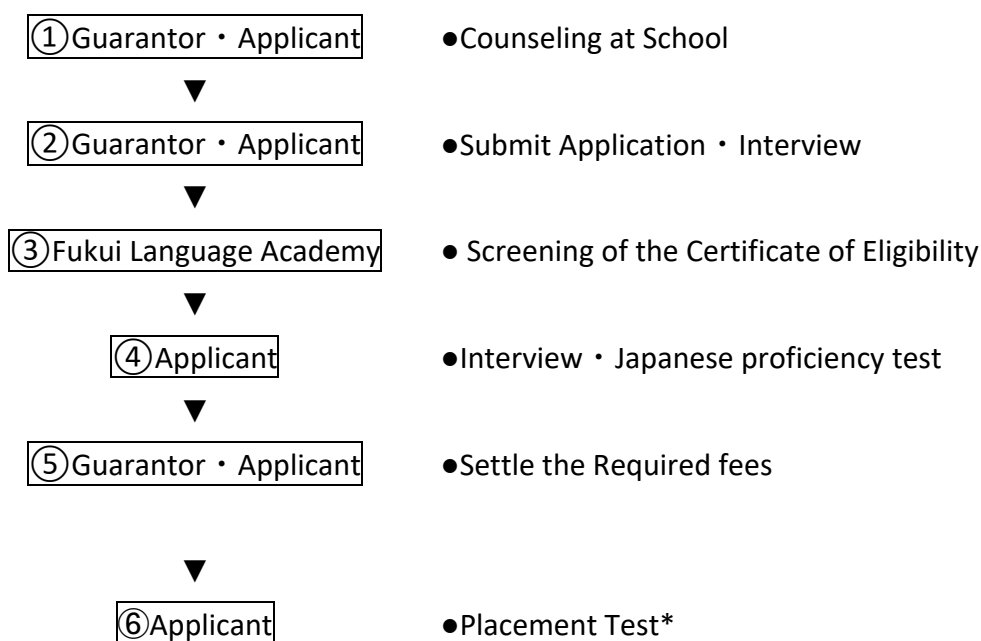 ①Guarantor・Applicant ●Counseling at School
▼
②Guarantor・Applicant ●Submit Application・Interview
▼
③Fukui Language Academy ● Screening of the Certificate of Eligibility
▼
④Applicant ●Interview・Japanese proficiency test
▼
⑤Guarantor・Applicant ●Settle the Required fees
▼
⑥Applicant ●Placement Test*